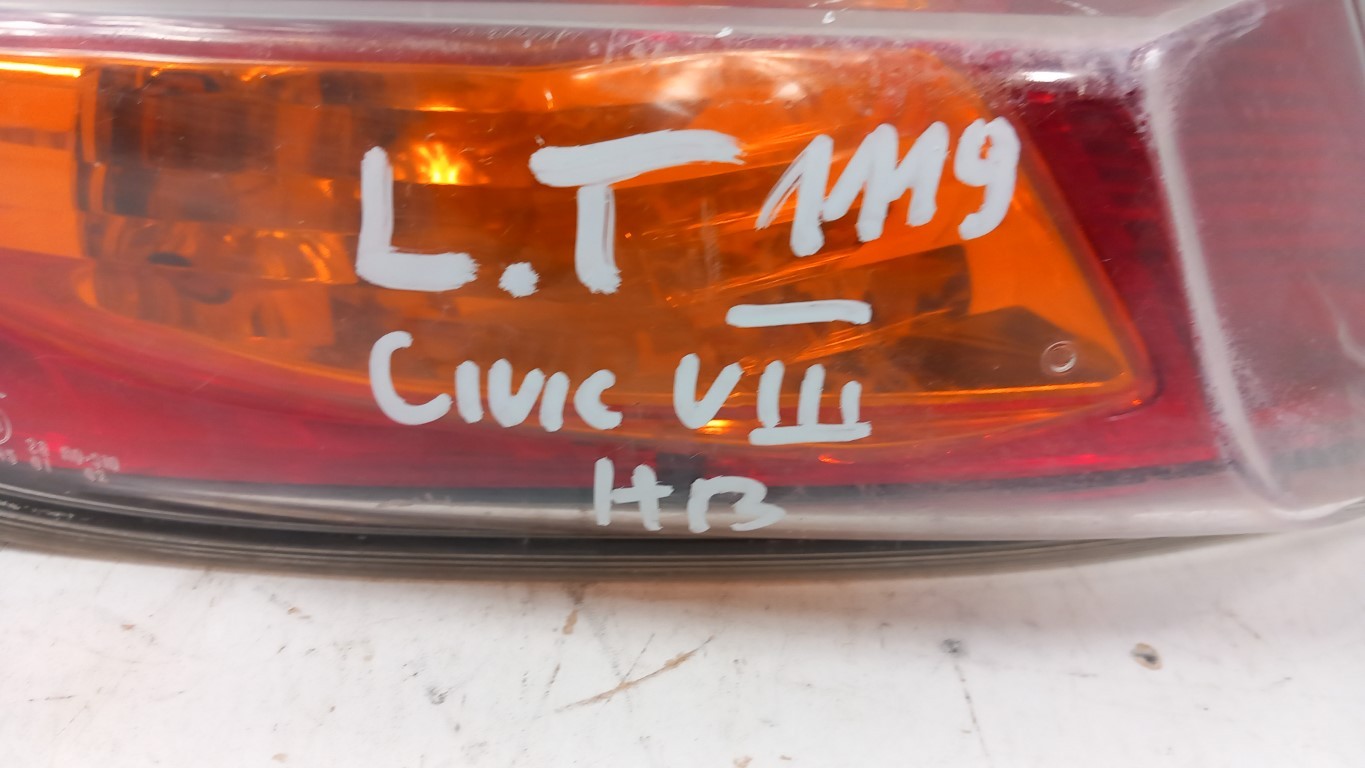 L.T 1119
—
CIVIC VIII
HB